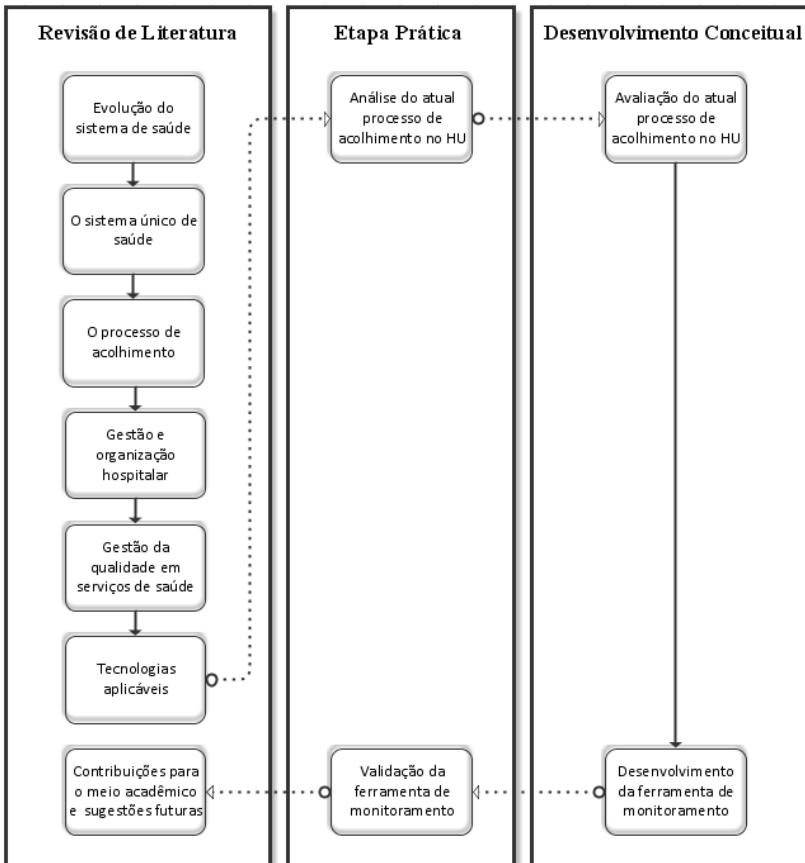 Revisão de Literatura
Evolução do
sistema de saúde
O sistema único de
saúde
O processo de
acolhimento
Gestão e
organização
hospitalar
Gestão da
qualidade em
serviços de saúde
Tecnologias
aplicáveis
Contribuições para
o meio acadêmico
e sugestões futuras
Etapa Prática
Análise do atual
processo de
acolhimento no HU
Validação da
ferramenta de
monitoramento
Desenvolvimento Conceitual
Avaliação do atual
processo de
acolhimento no HU
Desenvolvimento
da ferramenta de
monitoramento